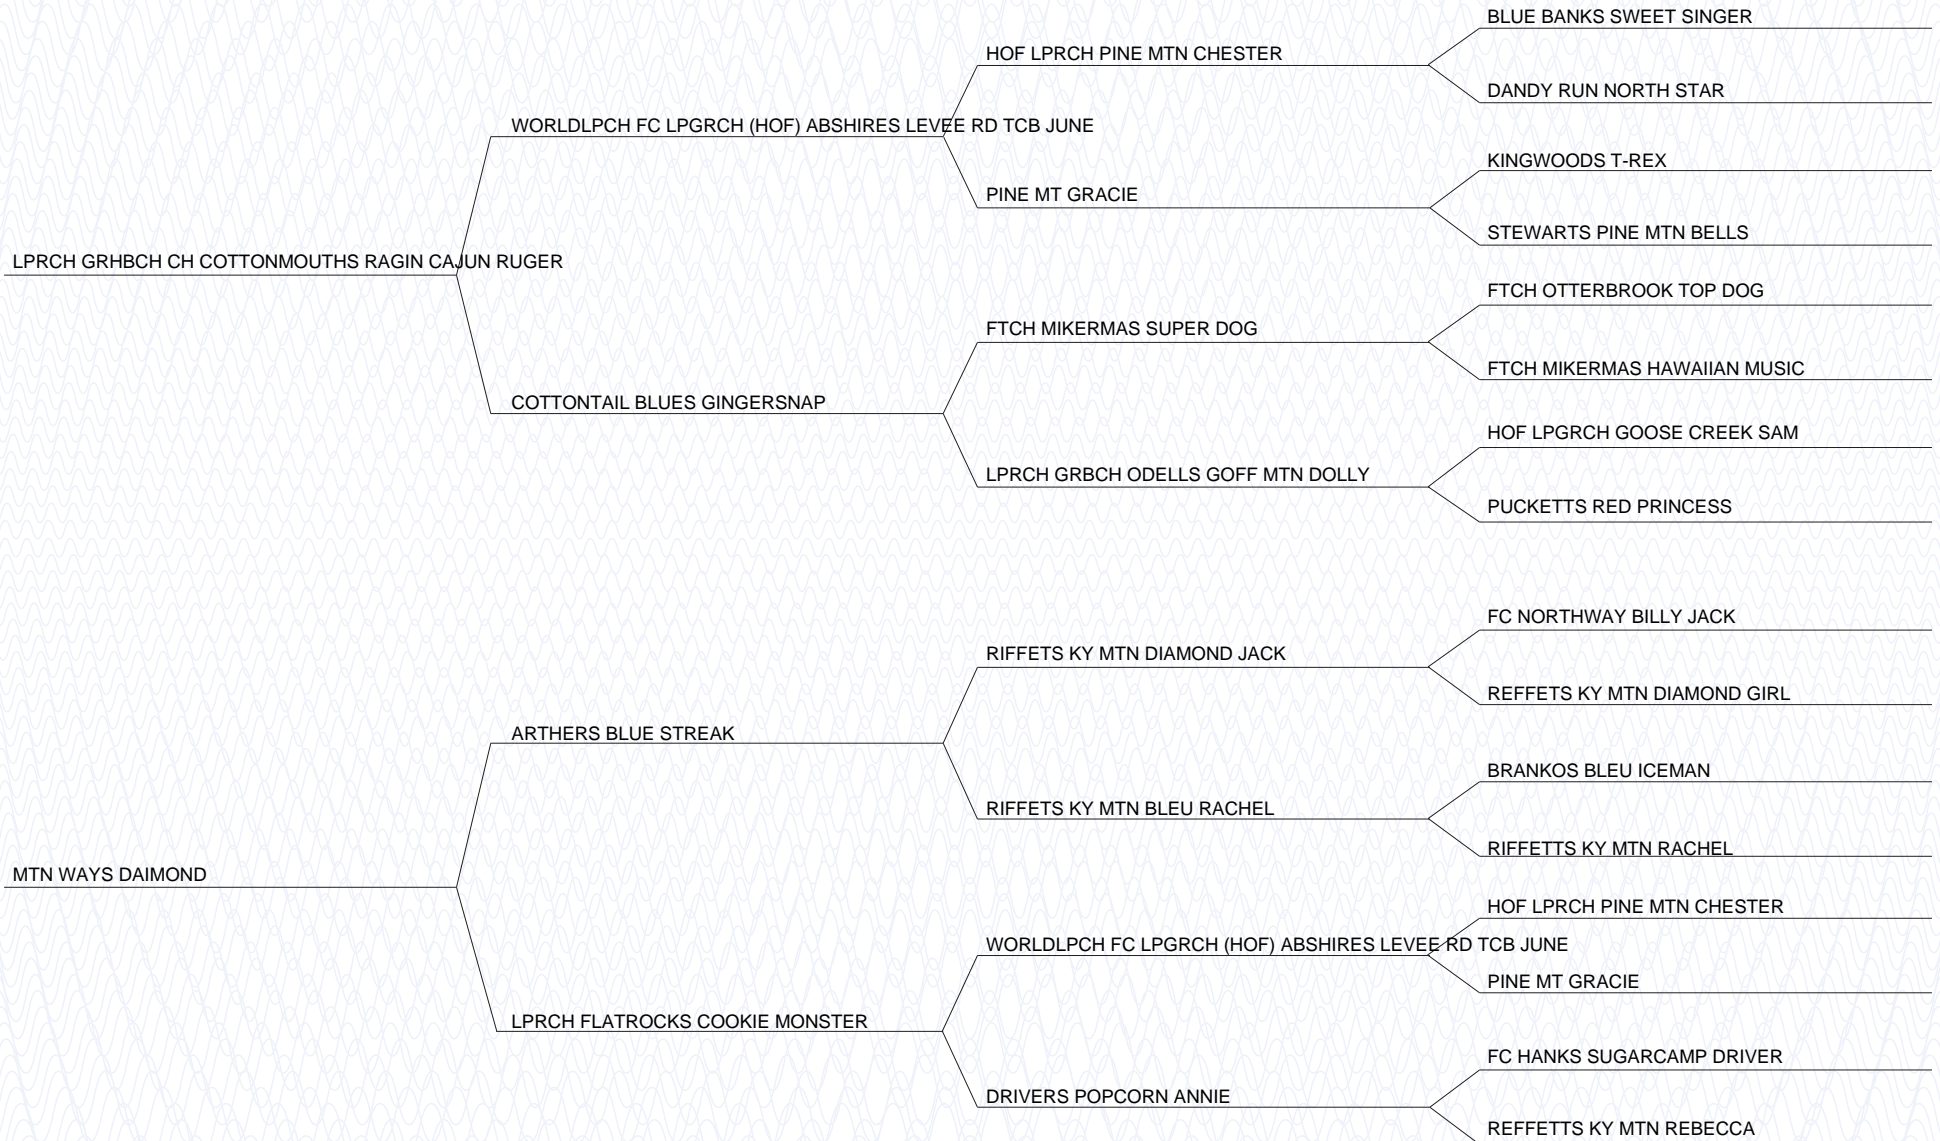 BLUE BANKS SWEET SINGER
HOF LPRCH PINE MTN CHESTER
DANDY RUN NORTH STAR
WORLDLPCH FC LPGRCH (HOF) ABSHIRES LEVEE RD TCB JUNE
KINGWOODS T-REX
PINE MT GRACIE
STEWARTS PINE MTN BELLS
LPRCH GRHBCH CH COTTONMOUTHS RAGIN CAJUN RUGER
FTCH OTTERBROOK TOP DOG
FTCH MIKERMAS SUPER DOG
FTCH MIKERMAS HAWAIIAN MUSIC
COTTONTAIL BLUES GINGERSNAP
HOF LPGRCH GOOSE CREEK SAM
LPRCH GRBCH ODELLS GOFF MTN DOLLY
PUCKETTS RED PRINCESS
FC NORTHWAY BILLY JACK
RIFFETS KY MTN DIAMOND JACK
REFFETS KY MTN DIAMOND GIRL
ARTHERS BLUE STREAK
BRANKOS BLEU ICEMAN
RIFFETS KY MTN BLEU RACHEL
RIFFETTS KY MTN RACHEL
MTN WAYS DAIMOND
HOF LPRCH PINE MTN CHESTER
WORLDLPCH FC LPGRCH (HOF) ABSHIRES LEVEE RD TCB JUNE
PINE MT GRACIE
LPRCH FLATROCKS COOKIE MONSTER
FC HANKS SUGARCAMP DRIVER
DRIVERS POPCORN ANNIE
REFFETTS KY MTN REBECCA